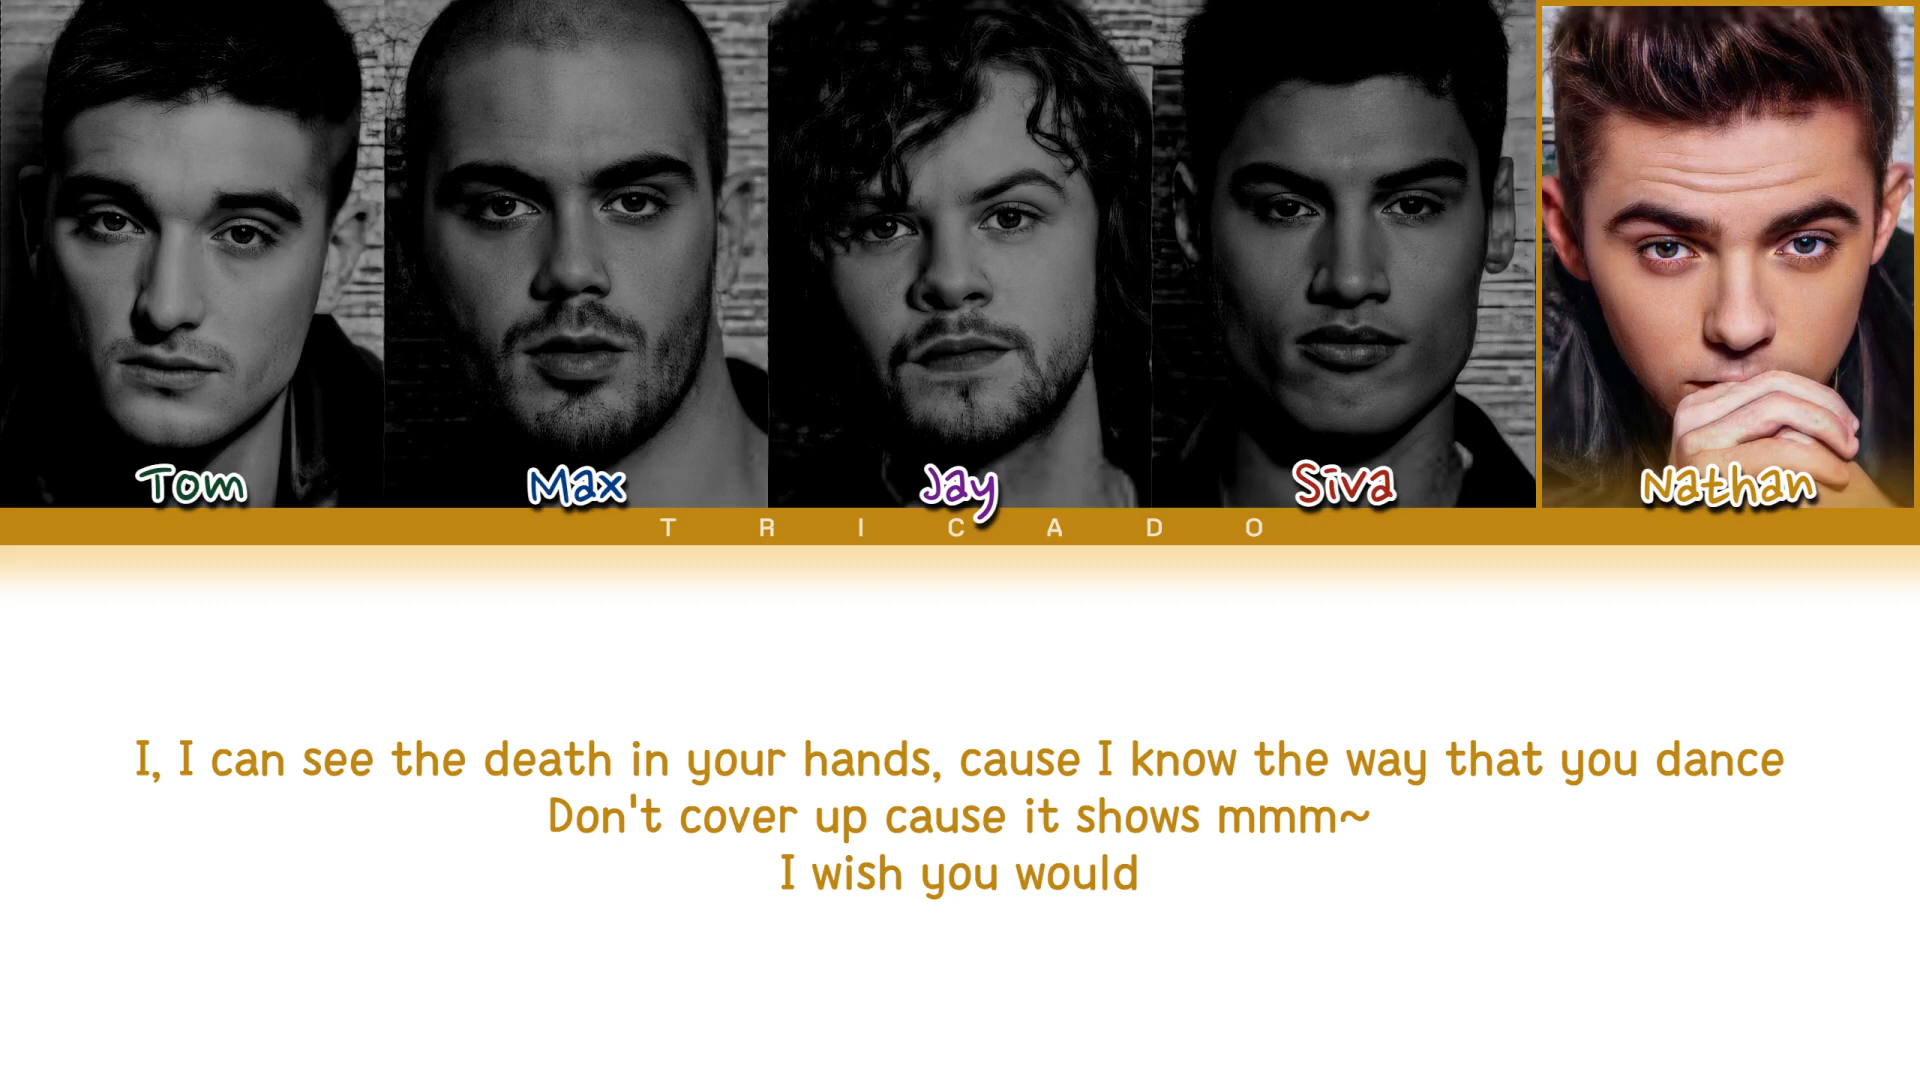 Tom Max Jay Siva Nathan
TRICADO
I, I can see the death in your hands, cause I know the way that you dance
Don't cover up cause it shows mmm~
I wish you would